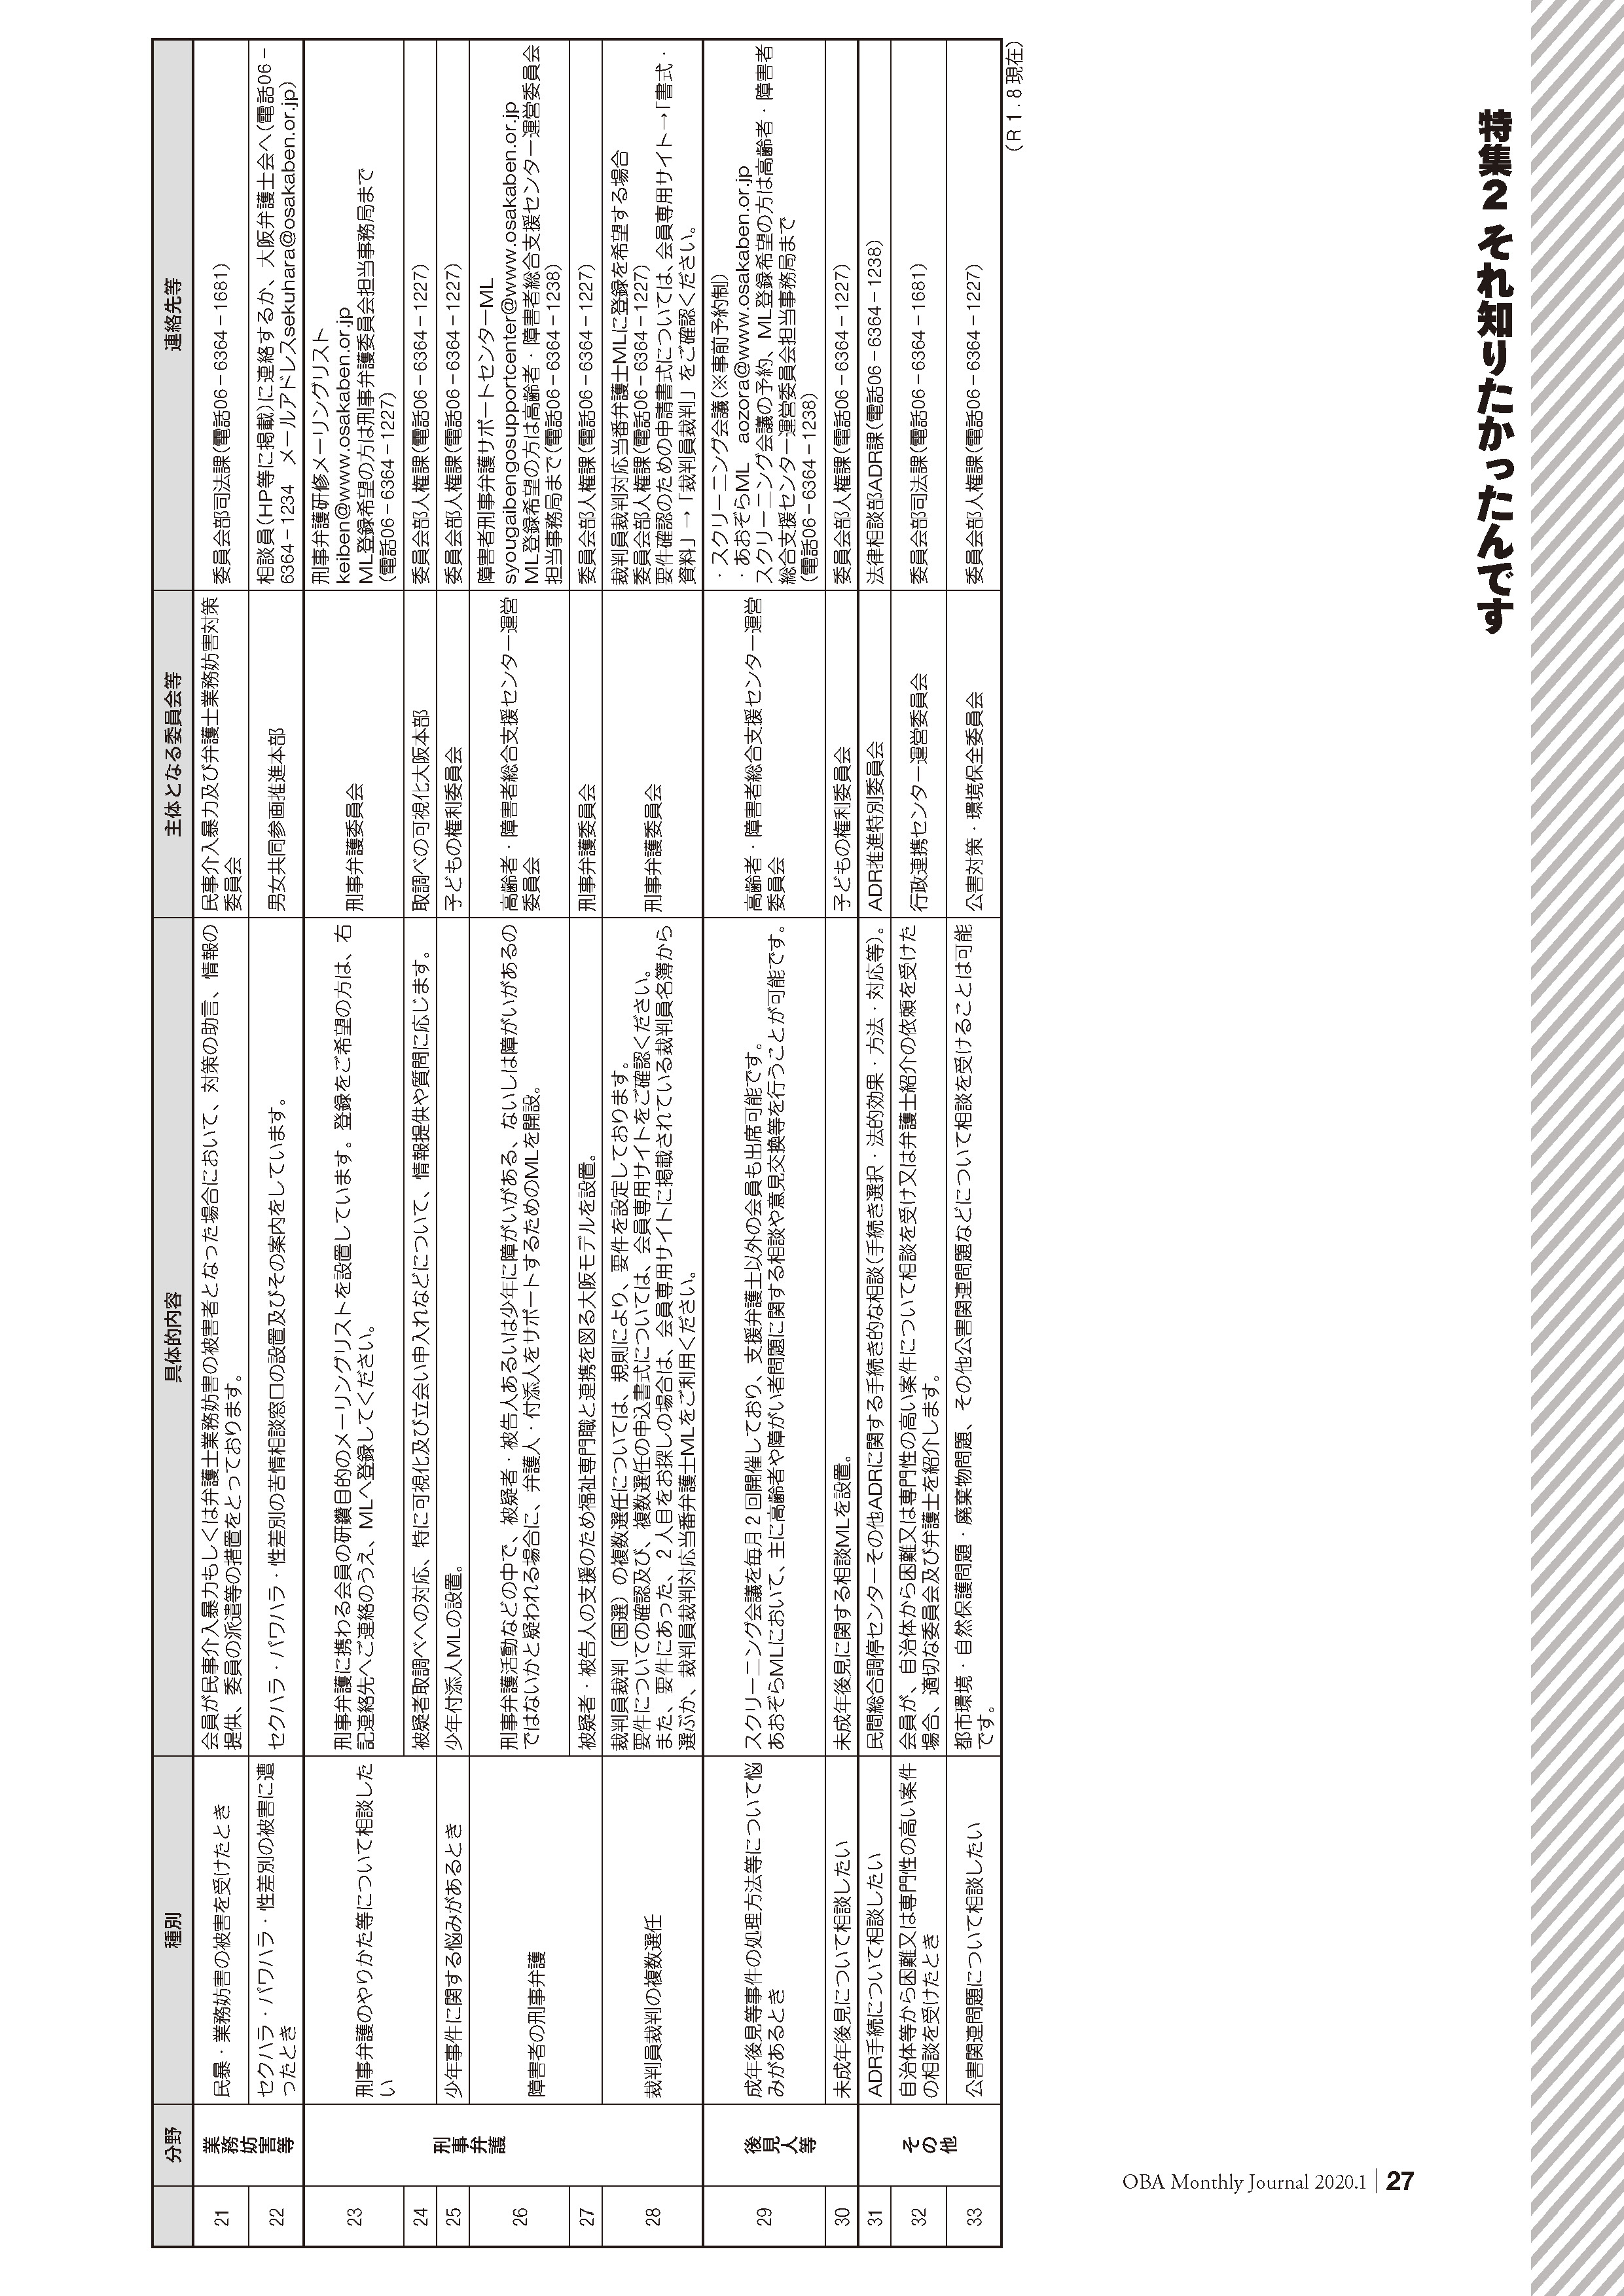 特集2 それ知りたかったんです
分野
種別
具体的内容
主体となる委員会等
連絡先等
業務妨害等
21
民暴・業務妨害の被害を受けたとき
会員が民事介入暴力もしくは弁護士業務妨害の被害者となった場合において、対策の助言、情報の
提供、委員の派遣等の措置をとっております。
民事介入暴力及び弁護士業務妨害対策
委員会
委員会部司法課(電話06-6364-1681)
22
セクハラ・パワハラ・性差別の被害に遭
ったとき
セクハラ・パワハラ・性差別の苦情相談窓口の設置及びその案内をしています。
男女共同参画推進本部
相談員(HP等に掲載)に連絡するか、大阪弁護士会へ(電話06-
6364-1234 メールアドレスsekuhara@osakaben.or.jp)
刑事弁護
23
刑事弁護のやりかた等について相談した
い
刑事弁護に携わる会員の研鑽目的のメーリングリストを設置しています。登録をご希望の方は、右
記連絡先へご連絡のうえ、MLへ登録してください。
刑事弁護委員会
刑事弁護研修メーリングリスト
keiben@www.osakaben.or.jp
ML登録希望の方は刑事弁護委員会担当事務局まで
(電話06-6364-1227)
24
被疑者取調べへの対応、特に可視化及び立会い申入れなどについて、情報提供や質問に応じます。
取調べの可視化大阪本部
委員会部人権課(電話06-6364-1227)
25
少年事件に関する悩みがあるとき
少年付添人MLの設置。
子どもの権利委員会
委員会部人権課(電話06-6364-1227)
26
障害者の刑事弁護
刑事弁護活動などの中で、被疑者・被告人あるいは少年に障がいがある、ないしは障がいがあるの
ではないかと疑われる場合に、弁護人・付添人をサポートするためのMLを開設。
高齢者・障害者総合支援センター運営
委員会
障害者刑事弁護サポートセンターML
syougaibengosupportcenter@www.osakaben.or.jp
ML登録希望の方は高齢者・障害者総合支援センター運営委員会
担当事務局まで(電話06-6364-1238)
27
被疑者・被告人の支援のため福祉専門職と連携を図る大阪モデルを設置。
刑事弁護委員会
委員会部人権課(電話06-6364-1227)
28
裁判員裁判の複数選任
裁判員裁判(国選)の複数選任については、規則により、要件を設定しております。
要件についての確認及び、複数選任の申込書式については、会員専用サイトをご確認ください。
また、要件にあった、2人目をお探しの場合は、会員専用サイトに掲載されている裁判員名簿から
選ぶか、裁判員裁判対応当番弁護士MLをご利用ください。
刑事弁護委員会
裁判員裁判対応当番弁護士MLに登録を希望する場合
委員会部人権課(電話06-6364-1227)
要件確認のための申請書式については、会員専用サイト→「書式・
資料」→「裁判員裁判」をご確認ください。
後見人等
29
成年後見等事件の処理方法等について悩
みがあるとき
スクリーニング会議を毎月2回開催しており、支援弁護士以外の会員も出席可能です。
あおぞらMLにおいて、主に高齢者や障がい者問題に関する相談や意見交換等を行うことが可能です。
高齢者・障害者総合支援センター運営
委員会
・スクリーニング会議(※事前予約制)
・あおぞらML aozora@www.osakaben.or.jp
スクリーニング会議の予約、ML登録希望の方は高齢者・障害者
総合支援センター運営委員会担当事務局まで
(電話06-6364-1238)
30
未成年後見について相談したい
未成年後見に関する相談MLを設置。
子どもの権利委員会
委員会部人権課(電話06-6364-1227)
その他
31
ADR手続について相談したい
民間総合調停センターその他ADRに関する手続き的な相談(手続き選択・法的効果・方法・対応等)。
ADR推進特別委員会
法律相談部ADR課(電話06-6364-1238)
32
自治体等から困難又は専門性の高い案件
の相談を受けたとき
会員が、自治体から困難又は専門性の高い案件について相談を受け又は弁護士紹介の依頼を受けた
場合、適切な委員会及び弁護士を紹介します。
行政連携センター運営委員会
委員会部司法課(電話06-6364-1681)
33
公害関連問題について相談したい
都市環境・自然保護問題・廃棄物問題、その他公害関連問題などについて相談を受けることは可能
です。
公害対策・環境保全委員会
委員会部人権課(電話06-6364-1227)
(R1.8現在)
OBA Monthly Journal 2020.1 27